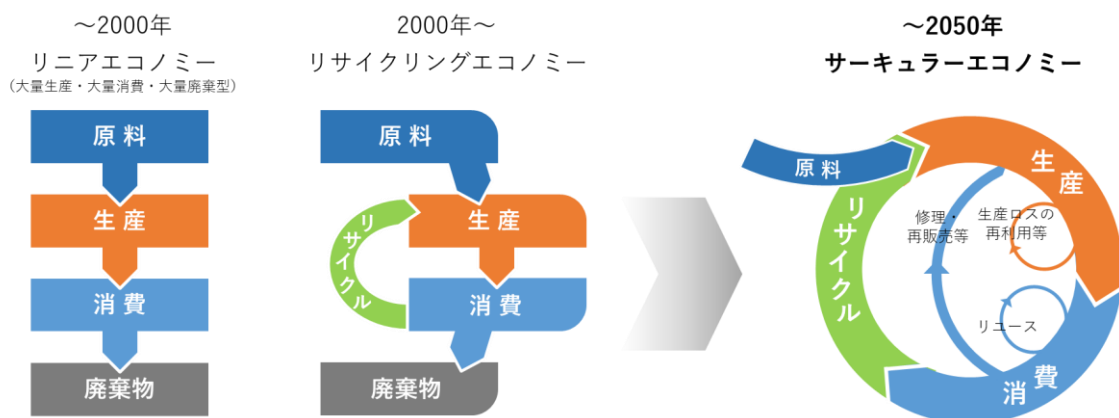 ～2000年
リニアエコノミー
（大量生産・大量消費・大量廃棄型）
原料
生産
消費
廃棄物
2000年～
リサイクリングエコノミー
原料
生産
リサイクル
消費
廃棄物
～2050年
サーキュラーエコノミー
原料
生産
リサイクル
修理・
再販売等
生産ロスの
再利用等
リユース
消費